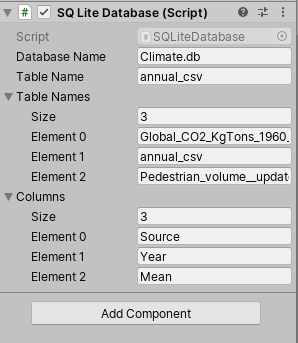 SQ Lite Database (Script)
Script SQLiteDatabase
Database Name Climate.db
Table Name annual_csv
Table Names
Size 3
Element 0 Global_CO2_KgTons_1960_
Element 1 annual_csv
Element 2 Pedestrian_volume__updat
Columns
Size 3
Element 0 Source
Element 1 Year
Element 2 Mean
Add Component